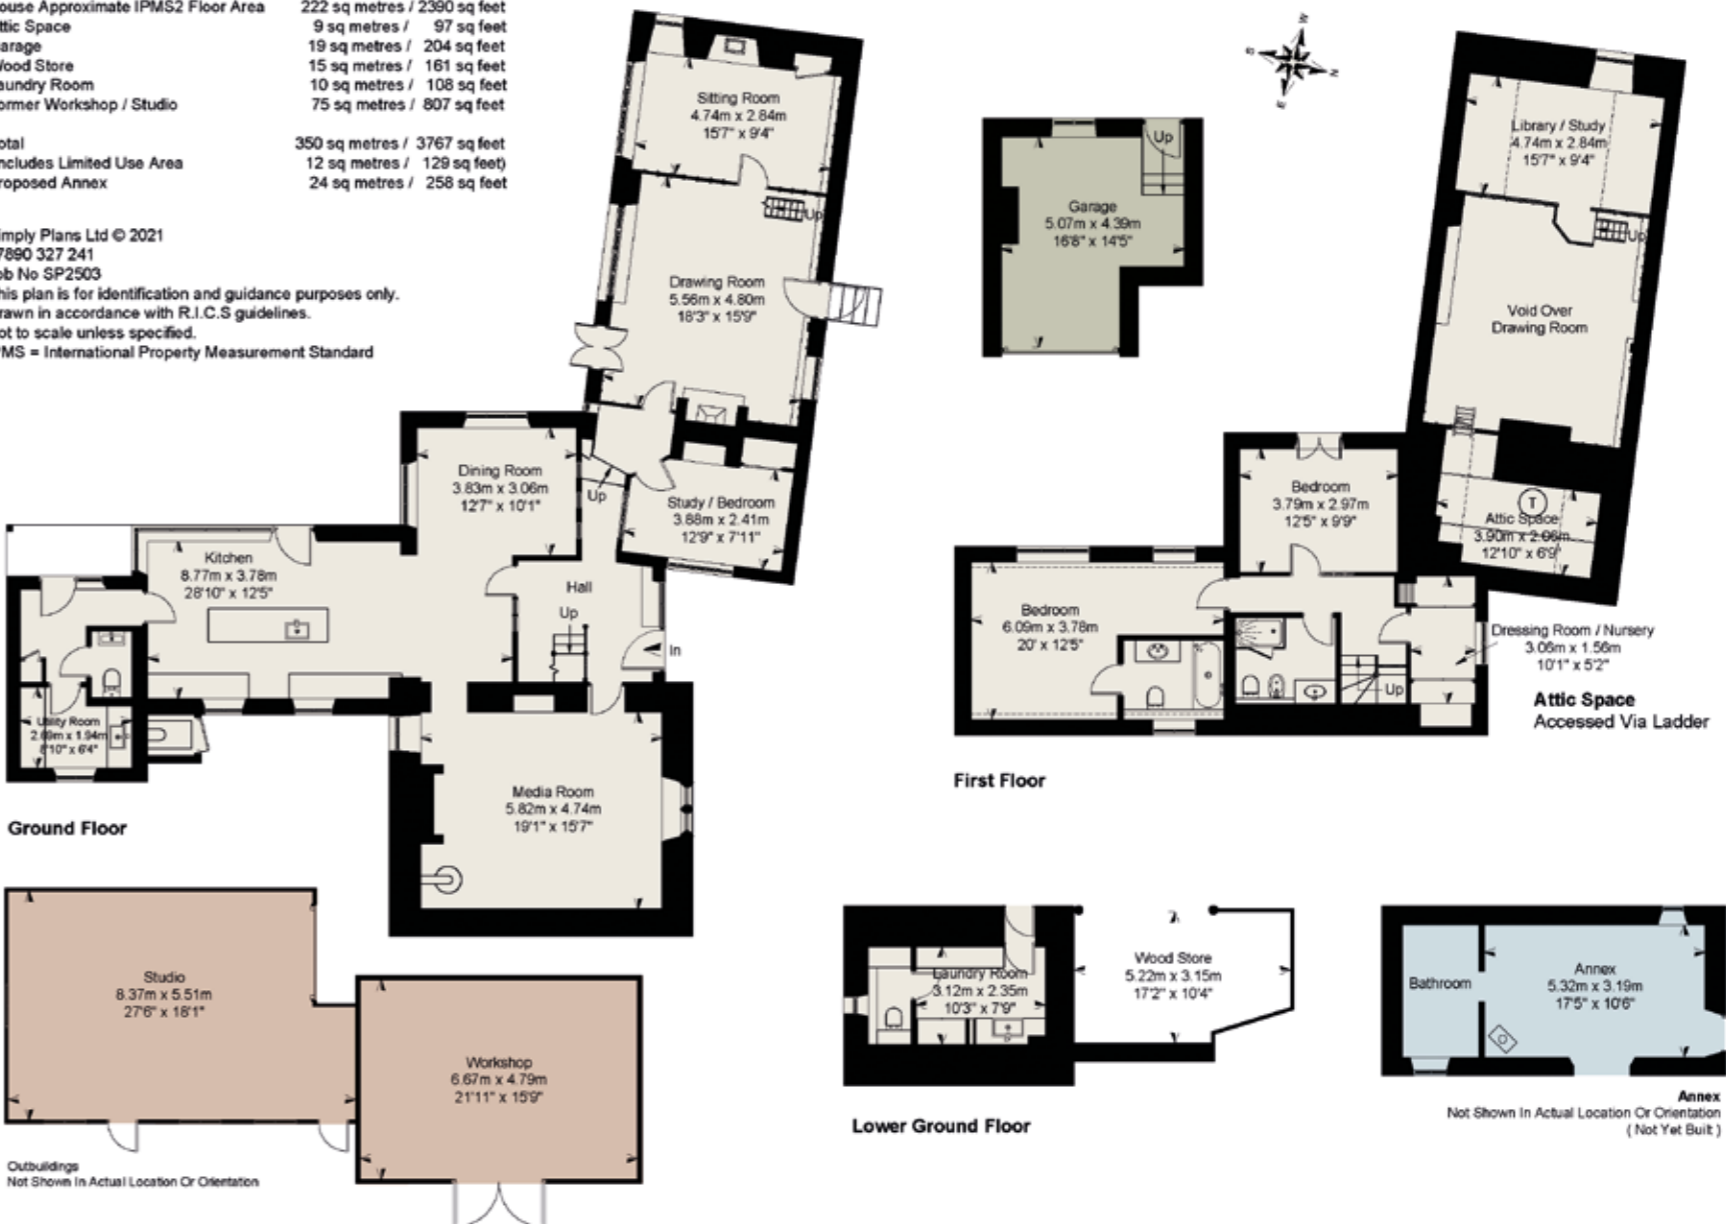 ouse Approximate IPMS2 Floor Area 222 sq metres / 2390 sq feet
ttic Space 9 sq metres / 97 sq feet
arage 19 sq metres / 204 sq feet
ood Store 15 sq metres / 161 sq feet
aundry Room 10 sq metres / 108 sq feet
ormer Workshop / Studio 75 sq metres / 807 sq feet
otal 350 sq metres / 3767 sq feet
ncludes Limited Use Area 12 sq metres / 129 sq feet)
roposed Annex 24 sq metres / 258 sq feet
imply Plans Ltd © 2021
7890 327 241
ob No SP2503
his plan is for identification and guidance purposes only.
rawn in accordance with R.I.C.S guidelines.
ot to scale unless specified.
PMS = International Property Measurement Standard
Sitting Room
4.74m x 2.84m
15'7" x 9'4"
Up
Drawing Room
5.56m x 4.80m
18'3" x 15'9"
Dining Room
3.83m x 3.06m
12'7" x 10'1"
Up
Study / Bedroom
3.88m x 2.41m
12'9" x 7'11"
Kitchen
8.77m x 3.78m
28'10" x 12'5"
Hall
Up
In
Utility Room
2.69m x 1.94m
8'10" x 6'4"
Media Room
5.82m x 4.74m
19'1" x 15'7"
Ground Floor
W
S
N
E
Up
Garage
5.07m x 4.39m
16'8" x 14'5"
Library / Study
4.74m x 2.84m
15'7" x 9'4"
Up
Void Over
Drawing Room
T
Attic Space
3.90m x 2.06m
12'10" x 6'9"
Bedroom
3.79m x 2.97m
12'5" x 9'9"
Bedroom
6.09m x 3.78m
20' x 12'5"
Dressing Room / Nursery
3.06m x 1.56m
10'1" x 5'2"
Up
Attic Space
Accessed Via Ladder
First Floor
Studio
8.37m x 5.51m
27'6" x 18'1"
Workshop
6.67m x 4.79m
21'11" x 15'9"
Outbuildings
Not Shown In Actual Location Or Orientation
Laundry Room
3.12m x 2.35m
10'3" x 7'9"
Wood Store
5.22m x 3.15m
17'2" x 10'4"
Lower Ground Floor
Bathroom
Annex
5.32m x 3.19m
17'5" x 10'6"
Annex
Not Shown In Actual Location Or Orientation
( Not Yet Built )